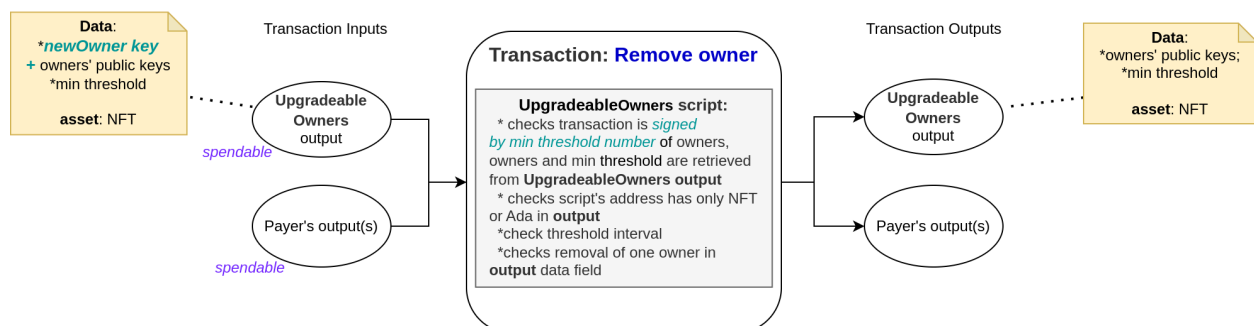 Data:
*newOwner key
+ owners' public keys
*min threshold
asset: NFT
Transaction Inputs
Upgradeable
Owners
output
spendable
Payer's output(s)
spendable
Transaction: Remove owner
UpgradeableOwners script:
* checks transaction is signed
by min threshold number of owners,
owners and min threshold are retrieved
from UpgradeableOwners output
* checks script's address has only NFT
or Ada in output
*check threshold interval
*checks removal of one owner in
output data field
Transaction Outputs
Upgradeable
Owners
output
Payer's output(s)
Data:
*owners' public keys;
*min threshold
asset: NFT